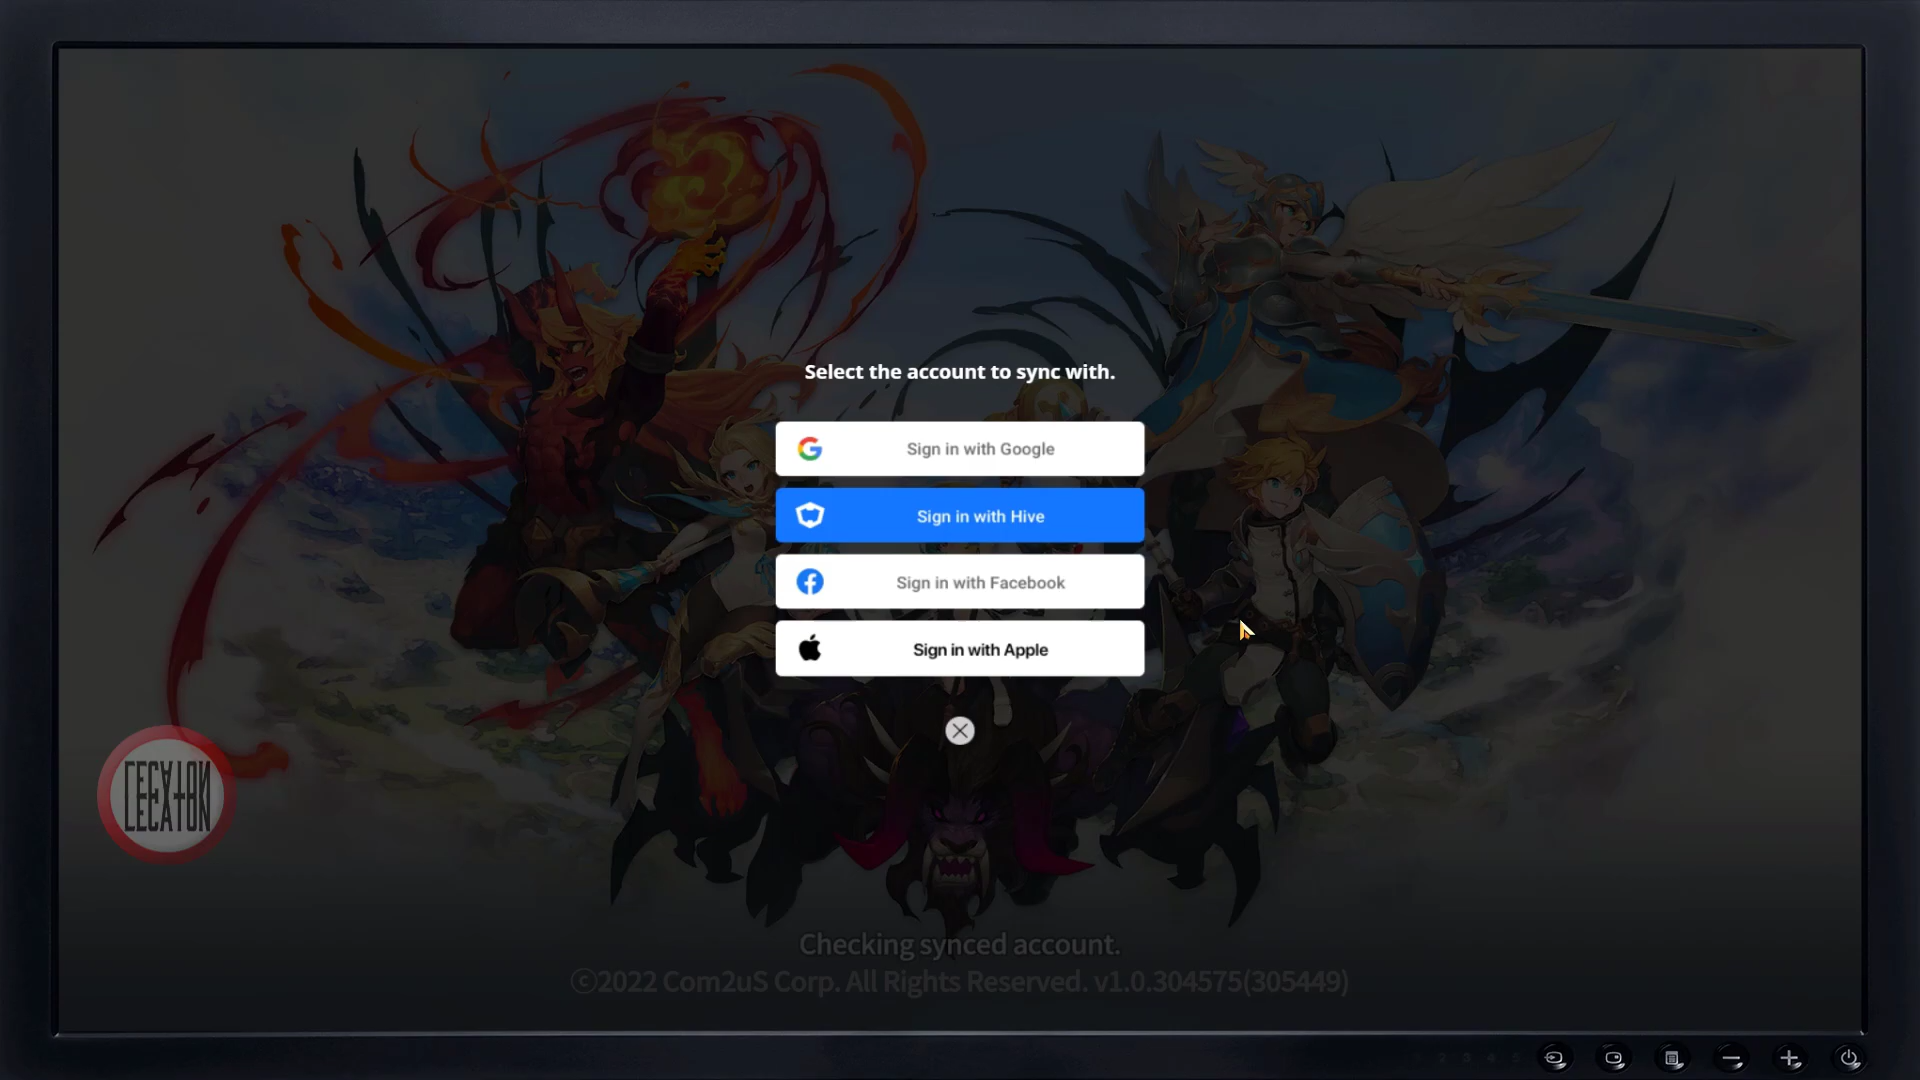 Select the account to sync with.
Sign in with Google
Sign in with Hive
Sign in with Facebook
Sign in with Apple
Checking synced account.
©2022 Com2uS Corp. All Rights Reserved. v1.0.304575(305449)